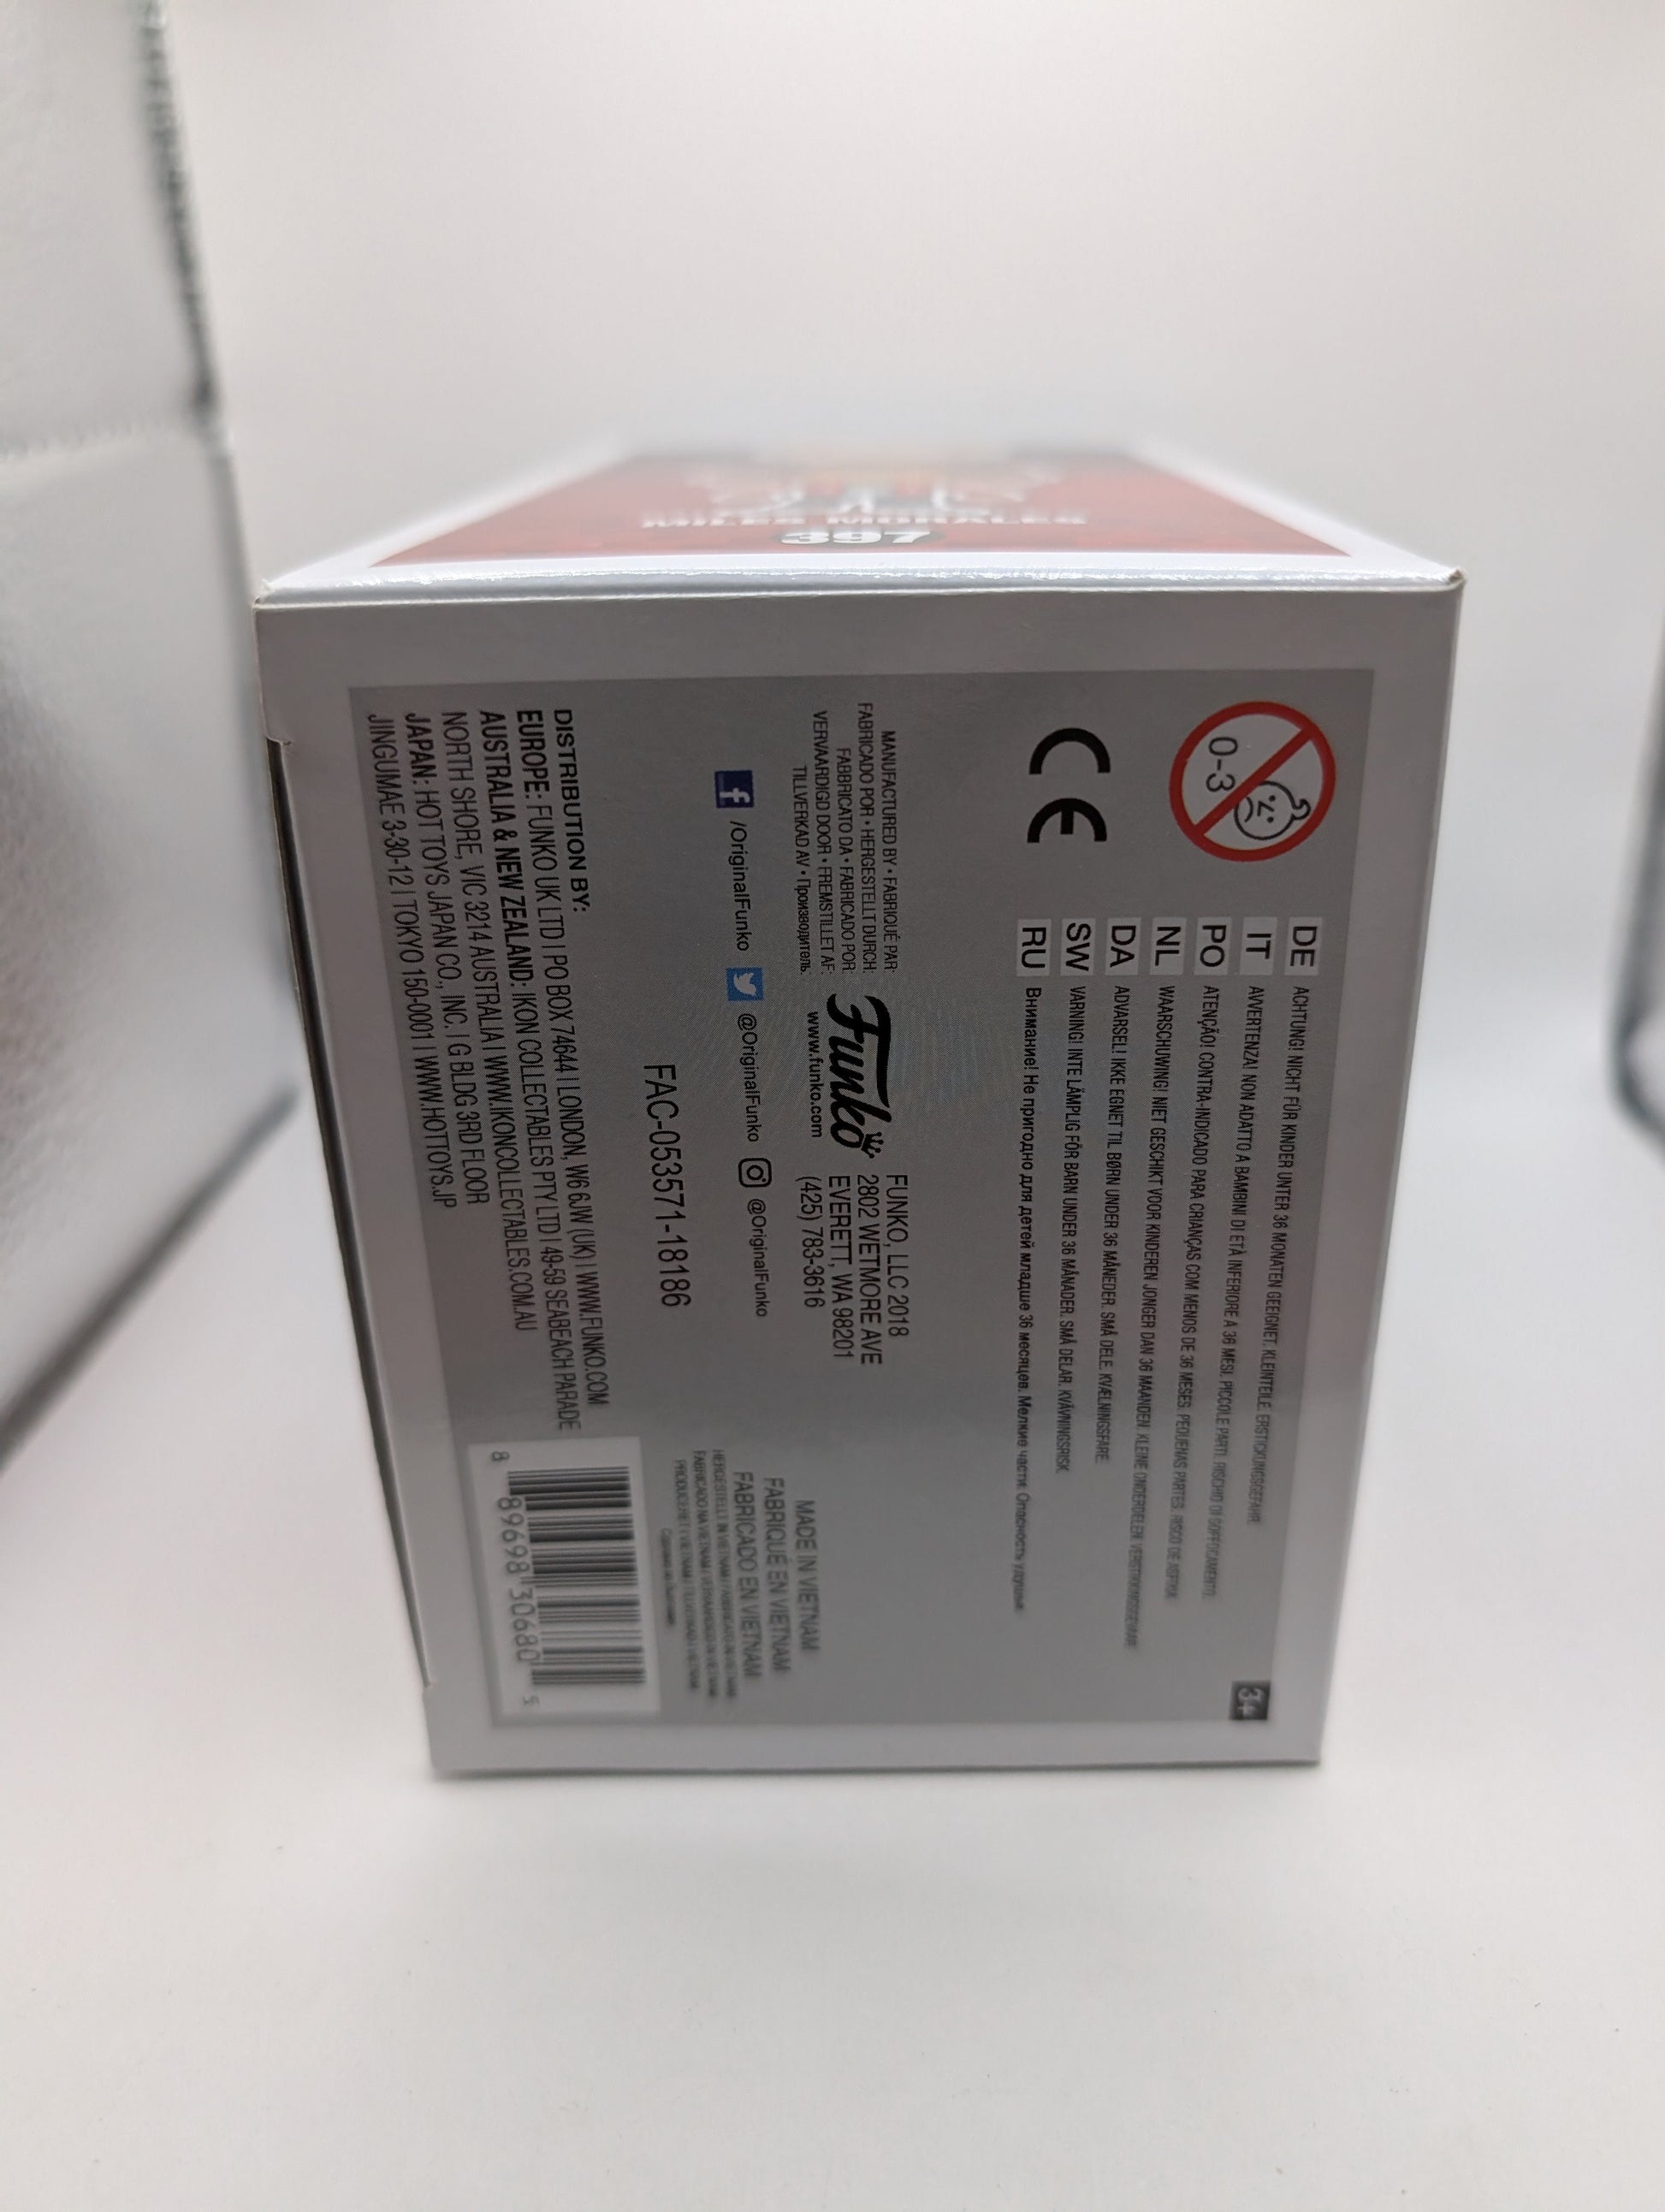 MILES MORALES
397
0-3
CE
DE ACHTUNG! NICHT FÜR KINDER UNTER 36 MONATEN GEEIGNET. KLEINTEILE. ERSTICKUNGSGEFAHR.
IT AVVERTENZA! NON ADATTO A BAMBINI DI ETÀ INFERIORE A 36 MESI. PICCOLE PARTI. RISCHIO DI SOFFOCAMENTO.
PO ATENÇÃO! CONTRA-INDICADO PARA CRIANÇAS COM MENOS DE 36 MESES. PEQUENAS PARTES. RISCO DE ASFIXIA.
NL WAARSCHUWING! NIET GESCHIKT VOOR KINDEREN JONGER DAN 36 MAANDEN. KLEINE ONDERDELEN. VERSTIKKINGSGEVAAR.
DA ADVARSEL! IKKE EGNET TIL BØRN UNDER 36 MÅNEDER. SMÅ DELE. KVÆLNINGSFARE.
SW VARNING! INTE LÄMPLIG FÖR BARN UNDER 36 MÅNADER. SMÅ DELAR. KVÄVNINGSRISK.
RU Внимание! Не пригодно для детей младше 36 месяцев. Мелкие части. Опасность удушья.
3+
MANUFACTURED BY • FABRIQUÉ PAR:
FABRICADO POR • HERGESTELLT DURCH:
FABBRICATO DA • FABRICADO POR:
VERVAARDIGD DOOR • FREMSTILLET AF:
TILLVERKAD AV • Производитель:
Funko
www.funko.com
FUNKO, LLC 2018
2802 WETMORE AVE
EVERETT, WA 98201
(425) 783-3616
/OriginalFunko @OriginalFunko @OriginalFunko
MADE IN VIETNAM
FABRIQUÉ EN VIETNAM
FABRICADO EN VIETNAM
FAC-053571-18186
DISTRIBUTION BY:
EUROPE: FUNKO UK LTD | PO BOX 74644 | LONDON, W6 6JW (UK) | WWW.FUNKO.COM
AUSTRALIA & NEW ZEALAND: IKON COLLECTABLES PTY LTD | 49-59 SEABEACH PARADE
NORTH SHORE, VIC 3214 AUSTRALIA | WWW.IKONCOLLECTABLES.COM.AU
JAPAN: HOT TOYS JAPAN CO., INC. | G BLDG 3RD FLOOR
JINGUMAE 3-30-12 | TOKYO 150-0001 | WWW.HOTTOYS.JP
8 89698 30680 5